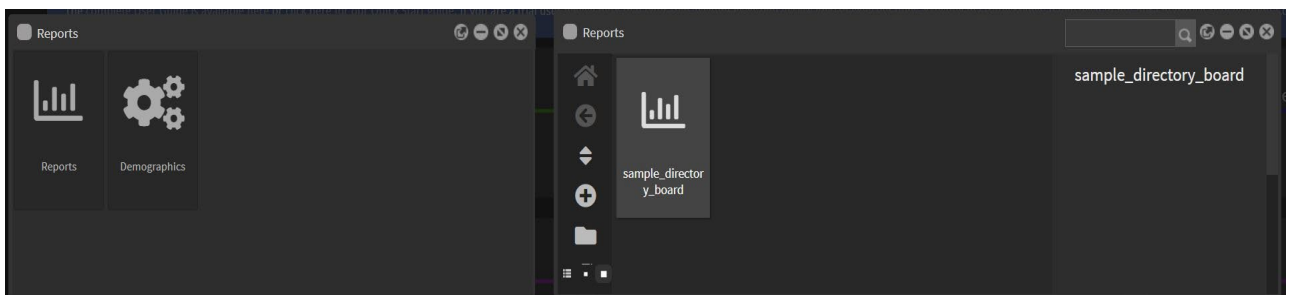 Reports
Reports
Demographics
Reports
sample_director
y_board
sample_directory_board